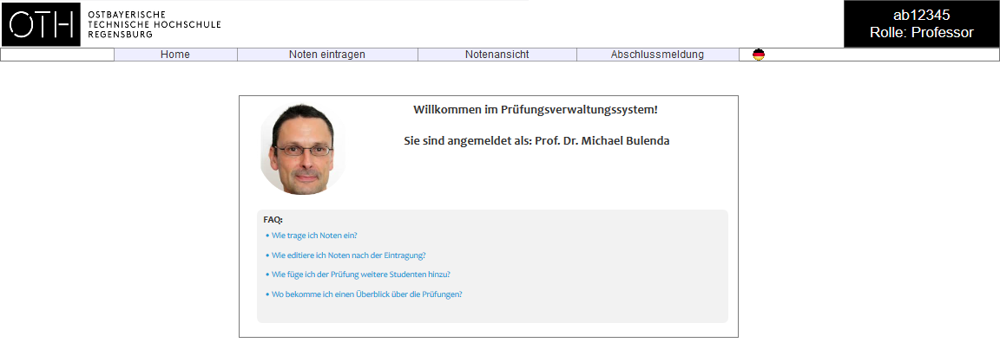 OTH
OSTBAYERISCHE
TECHNISCHE HOCHSCHULE
REGENSBURG
ab12345
Rolle: Professor
Home Noten eintragen Notenansicht Abschlussmeldung
Willkommen im Prüfungsverwaltungssystem!
Sie sind angemeldet als: Prof. Dr. Michael Bulenda
FAQ:
• Wie trage ich Noten ein?
• Wie editiere ich Noten nach der Eintragung?
• Wie füge ich der Prüfung weitere Studenten hinzu?
• Wo bekomme ich einen Überblick über die Prüfungen?